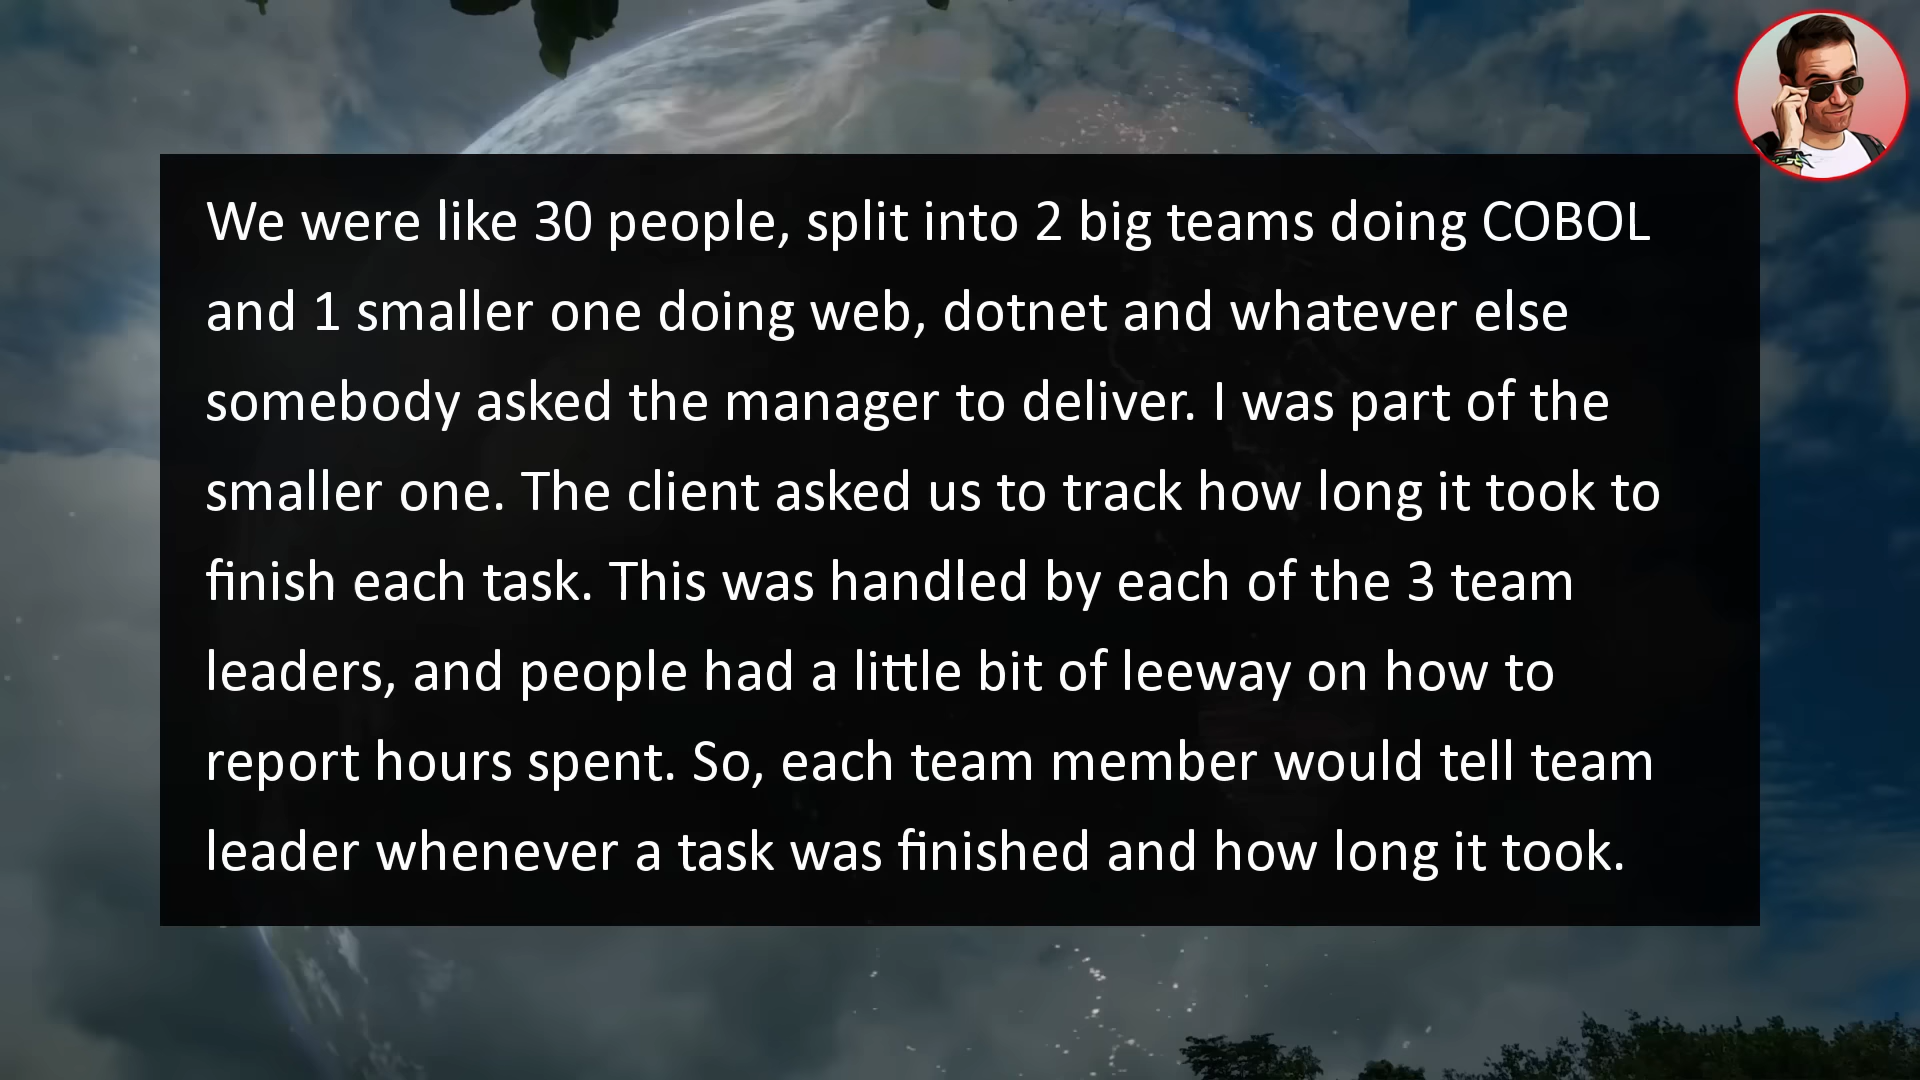 We were like 30 people, split into 2 big teams doing COBOL
and 1 smaller one doing web, dotnet and whatever else
somebody asked the manager to deliver. I was part of the
smaller one. The client asked us to track how long it took to
finish each task. This was handled by each of the 3 team
leaders, and people had a little bit of leeway on how to
report hours spent. So, each team member would tell team
leader whenever a task was finished and how long it took.